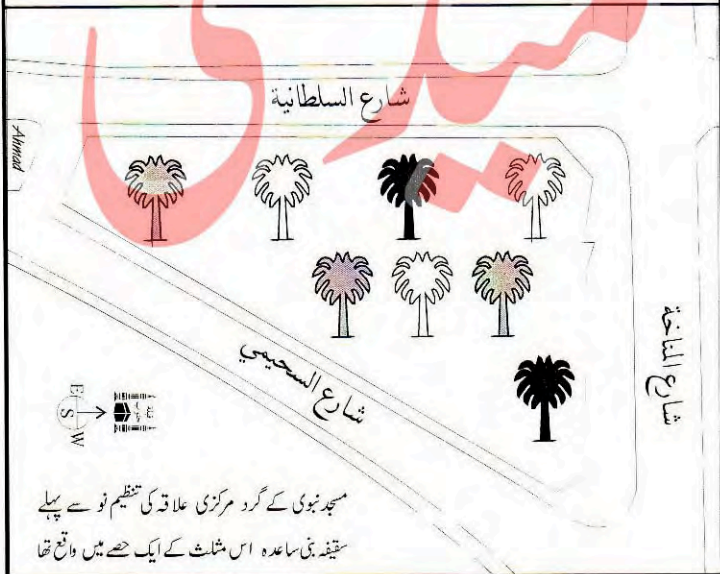 شارع السلطانية
Ahmad
شارع المناخة
شارع السحيمي
E
S
W
مسجد نبوی کے گرد مرکزی علاقہ کی تنظیم نو سے پہلے
سقیفہ بنی ساعدہ اس مثلث کے ایک حصے میں واقع تھا